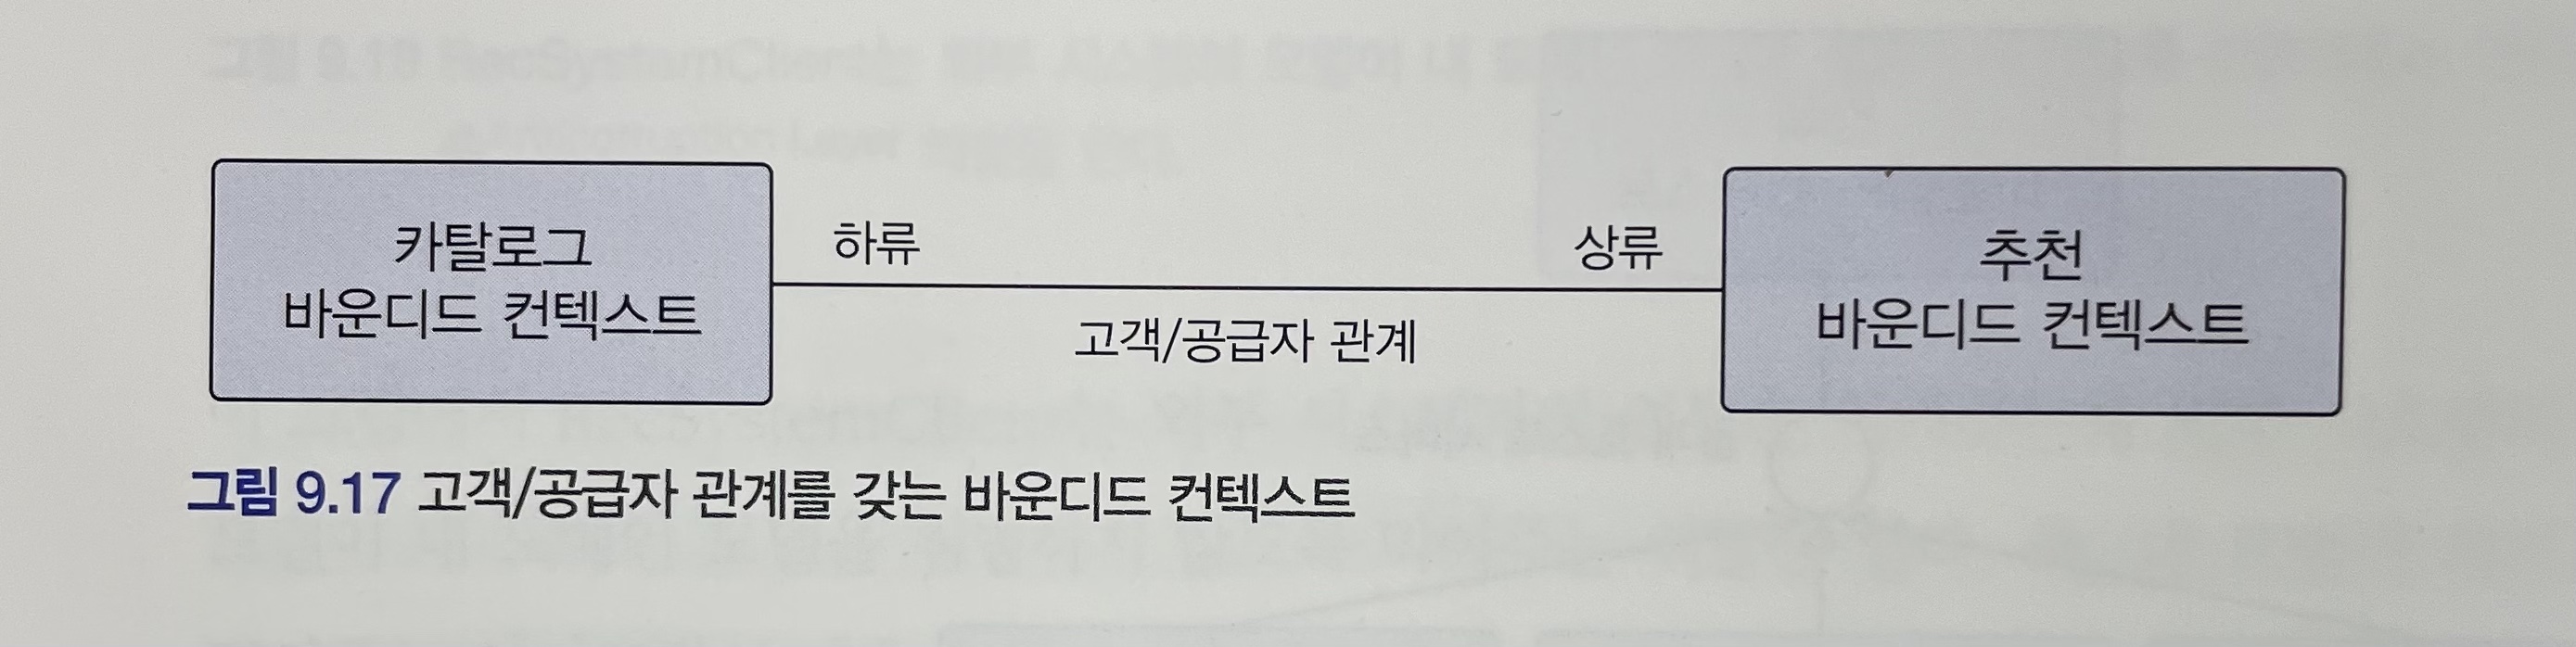 카탈로그
바운디드 컨텍스트
하류
상류
고객/공급자 관계
추천
바운디드 컨텍스트
그림 9.17 고객/공급자 관계를 갖는 바운디드 컨텍스트